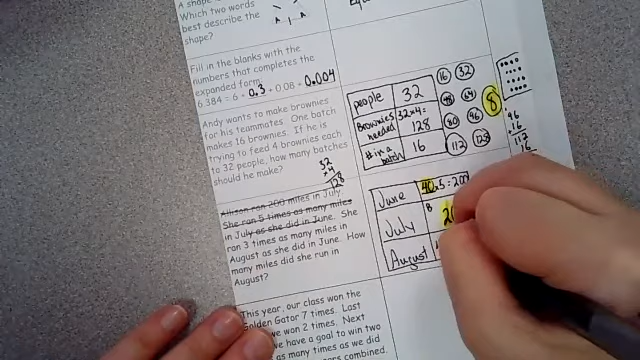 A shape
Which two words
best describe the
shape?
A
Fill in the blanks with the
numbers that completes the
expanded form.
6.384 = 6 + 0.3 + 0.08 + 0.004
Andy wants to make brownies
for his teammates. One batch
makes 16 brownies. If he is
trying to feed 4 brownies each
to 32 people, how many batches
should he make?
32
x4
128
people 32
Brownies needed 32x4= 128
# in a batch 16
16 32
48 64
80 96
112 128
8
96
+16
112
16
Allison ran 200 miles in July.
She ran 5 times as many miles
in July as she did in June. She
ran 3 times as many miles in
August as she did in June. How
many miles did she run in
August?
June 40x5=200
July 20
August
This year, our class won the
Golden Gator 7 times. Last
we won 2 times. Next
we have a goal to win two
as many times as we did
ears combined.